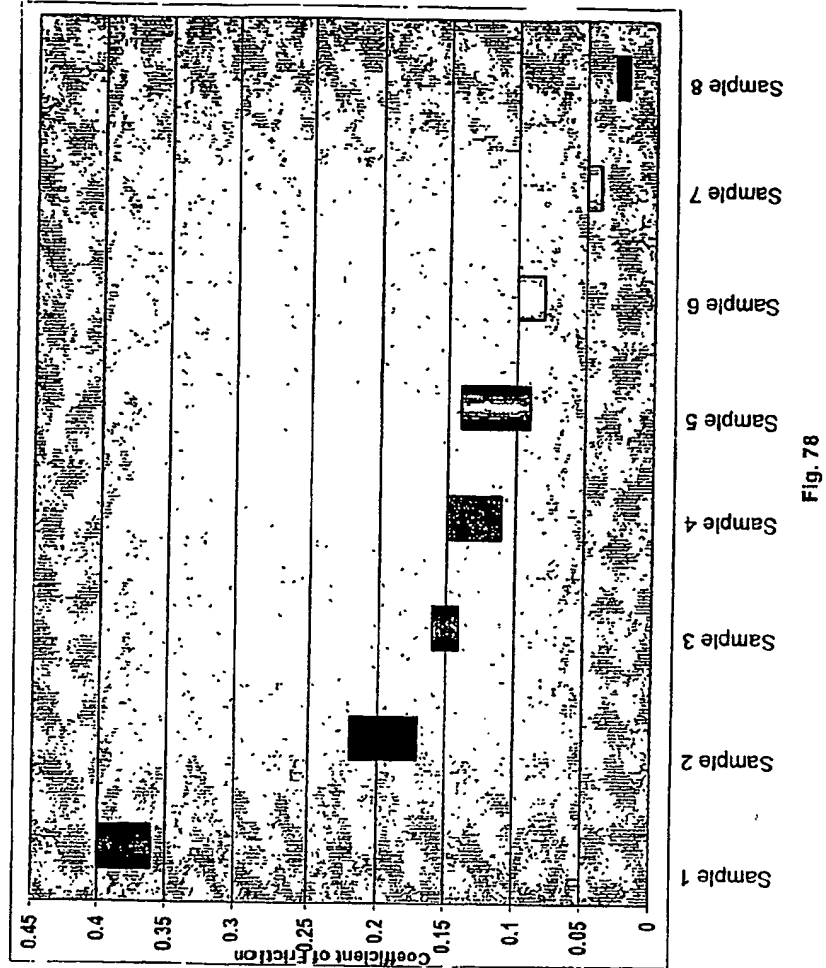 Coefficient of Friction
0.45
0.4
0.35
0.3
0.25
0.2
0.15
0.1
0.05
0
Sample 1
Sample 2
Sample 3
Sample 4
Sample 5
Sample 6
Sample 7
Sample 8
Fig. 78